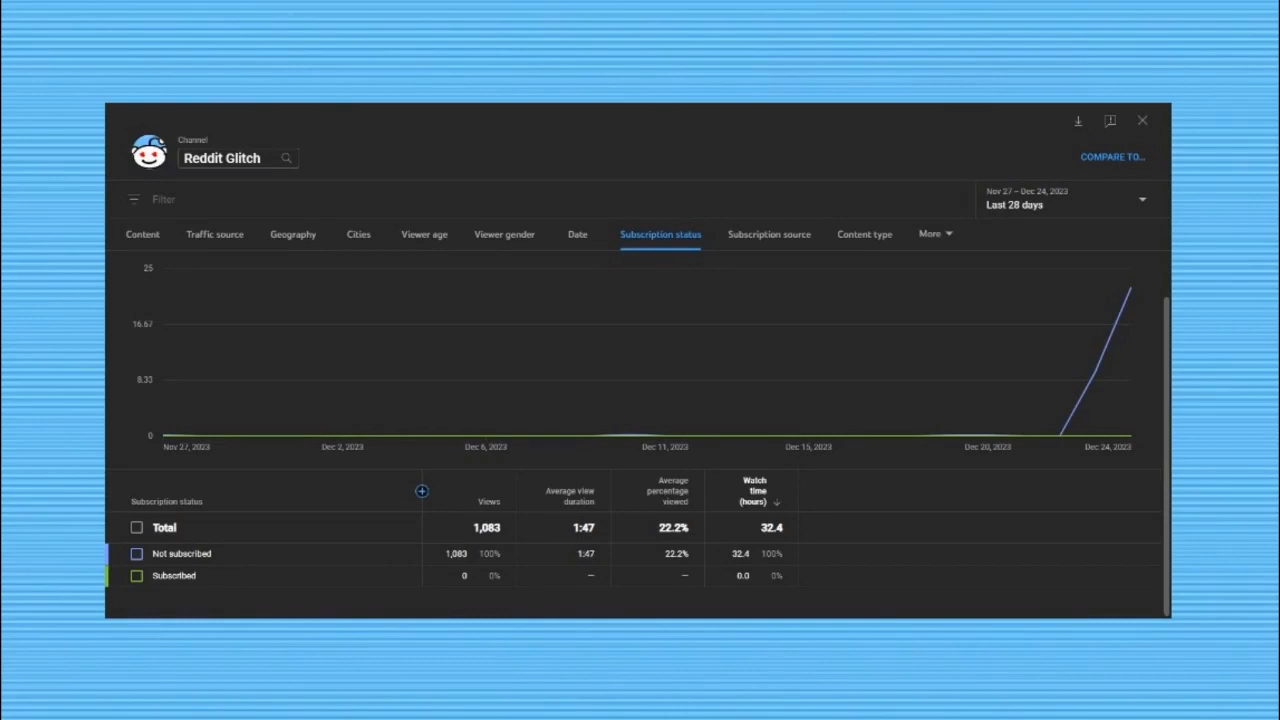 Channel
Reddit Glitch
COMPARE TO...
Filter
Nov 27 – Dec 24, 2023
Last 28 days
Content Traffic source Geography Cities Viewer age Viewer gender Date Subscription status Subscription source Content type More
25
16.67
8.33
0
Nov 27, 2023 Dec 2, 2023 Dec 6, 2023 Dec 11, 2023 Dec 15, 2023 Dec 20, 2023 Dec 24, 2023
Subscription status
Views
Average view
duration
Average
percentage
viewed
Watch
time
(hours)
Total 1,083 1:47 22.2% 32.4
Not subscribed 1,083 100% 1:47 22.2% 32.4 100%
Subscribed 0 0% — — 0.0 0%